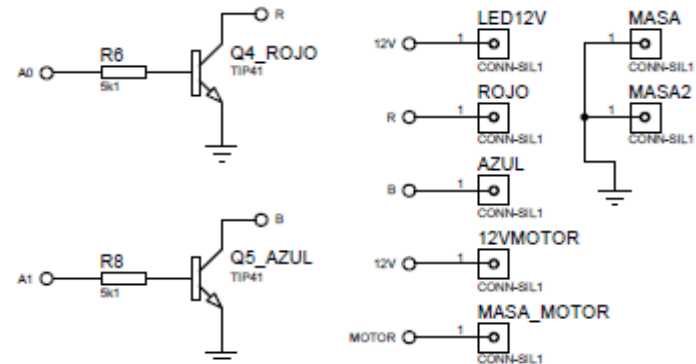 R
A0
R6
5k1
Q4_ROJO
TIP41
B
A1
R8
5k1
Q5_AZUL
TIP41
LED12V
12V
1
CONN-SIL1
ROJO
R
1
CONN-SIL1
AZUL
B
1
CONN-SIL1
12VMOTOR
12V
1
CONN-SIL1
MASA_MOTOR
MOTOR
1
CONN-SIL1
MASA
1
CONN-SIL1
MASA2
1
CONN-SIL1